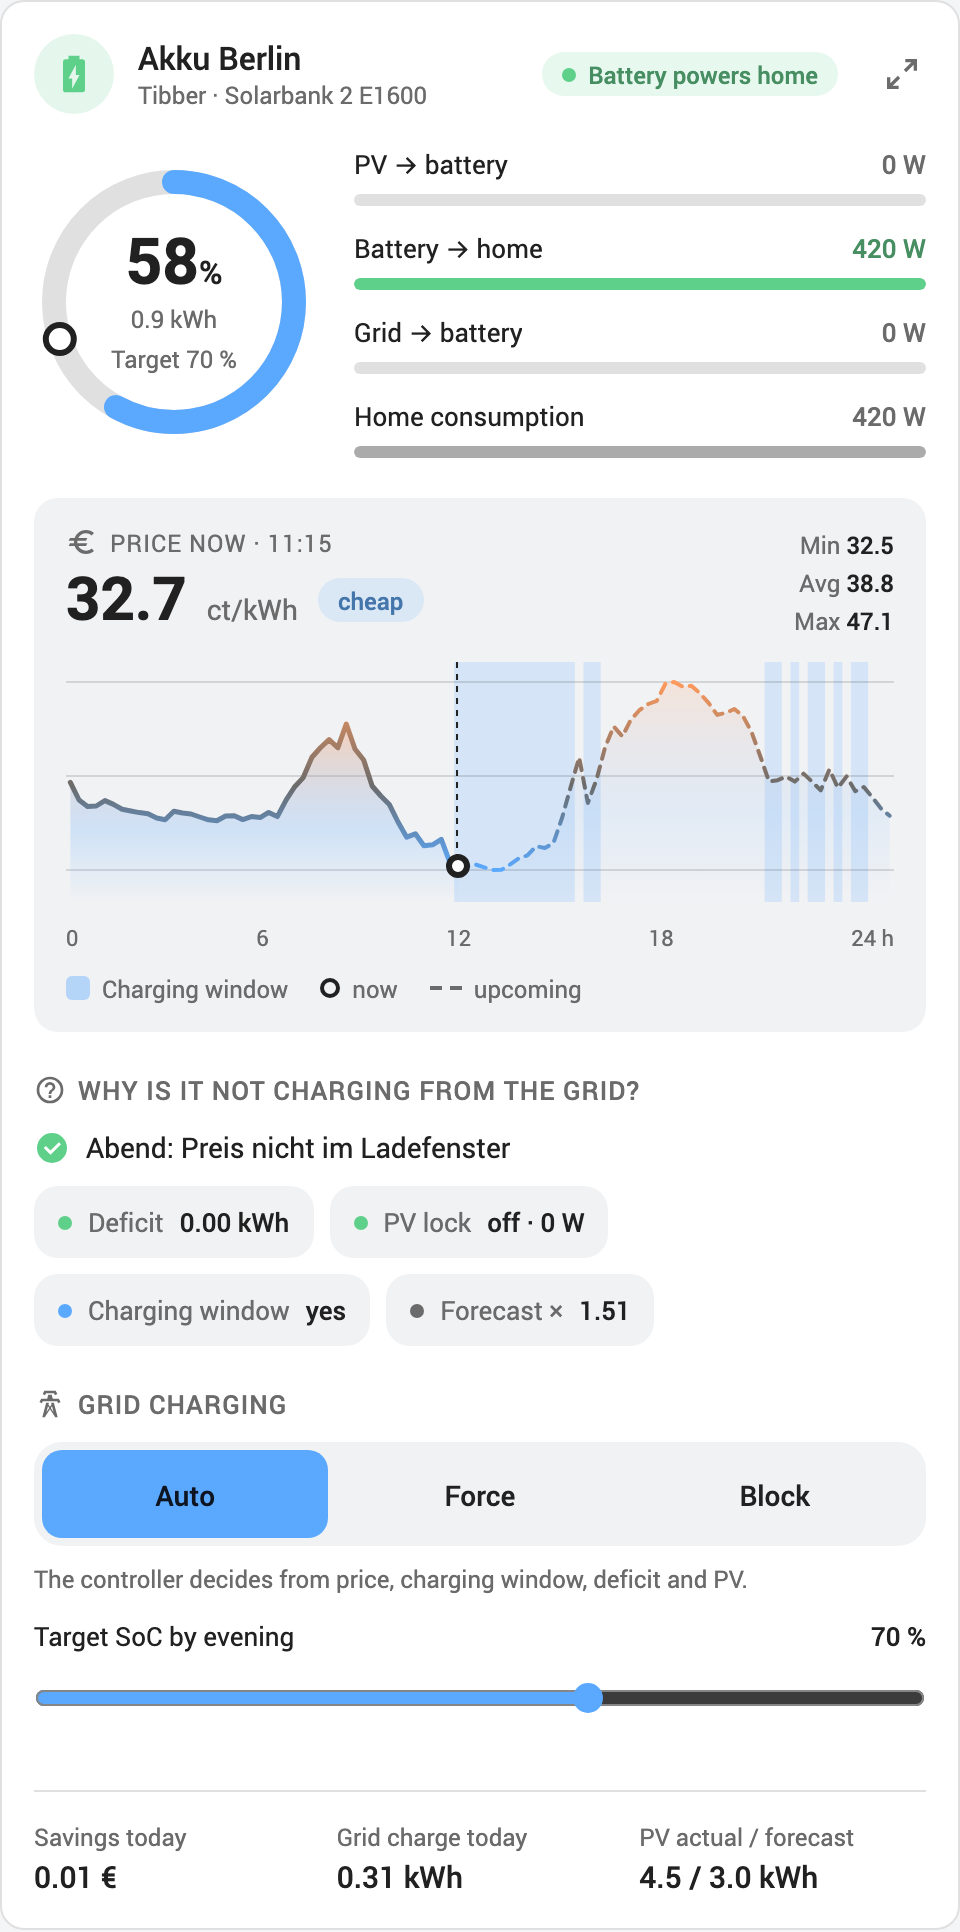 Akku Berlin
Tibber · Solarbank 2 E1600
Battery powers home
58%
0.9 kWh
Target 70 %
PV → battery 0 W
Battery → home 420 W
Grid → battery 0 W
Home consumption 420 W
PRICE NOW · 11:15
32.7 ct/kWh cheap
Min 32.5
Avg 38.8
Max 47.1
0 6 12 18 24 h
Charging window now upcoming
WHY IS IT NOT CHARGING FROM THE GRID?
Abend: Preis nicht im Ladefenster
Deficit 0.00 kWh PV lock off · 0 W
Charging window yes Forecast × 1.51
GRID CHARGING
Auto Force Block
The controller decides from price, charging window, deficit and PV.
Target SoC by evening 70 %
Savings today Grid charge today PV actual / forecast
0.01 € 0.31 kWh 4.5 / 3.0 kWh